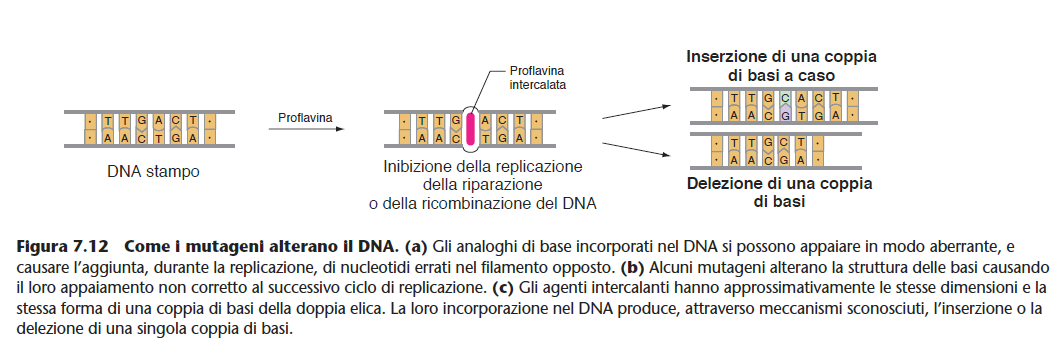 Proflavina
intercalata
Inserzione di una coppia
di basi a caso
· T T G C A C T ·
· A A C G T G A ·
· T T G A C T ·
· A A C T G A ·
Proflavina
· T T G A C T ·
· A A C T G A ·
· T T G C T ·
· A A C G A ·
DNA stampo
Inibizione della replicazione
della riparazione
o della ricombinazione del DNA
Delezione di una coppia
di basi
Figura 7.12 Come i mutageni alterano il DNA. (a) Gli analoghi di base incorporati nel DNA si possono appaiare in modo aberrante, e
causare l'aggiunta, durante la replicazione, di nucleotidi errati nel filamento opposto. (b) Alcuni mutageni alterano la struttura delle basi causando
il loro appaiamento non corretto al successivo ciclo di replicazione. (c) Gli agenti intercalanti hanno approssimativamente le stesse dimensioni e la
stessa forma di una coppia di basi della doppia elica. La loro incorporazione nel DNA produce, attraverso meccanismi sconosciuti, l'inserzione o la
delezione di una singola coppia di basi.